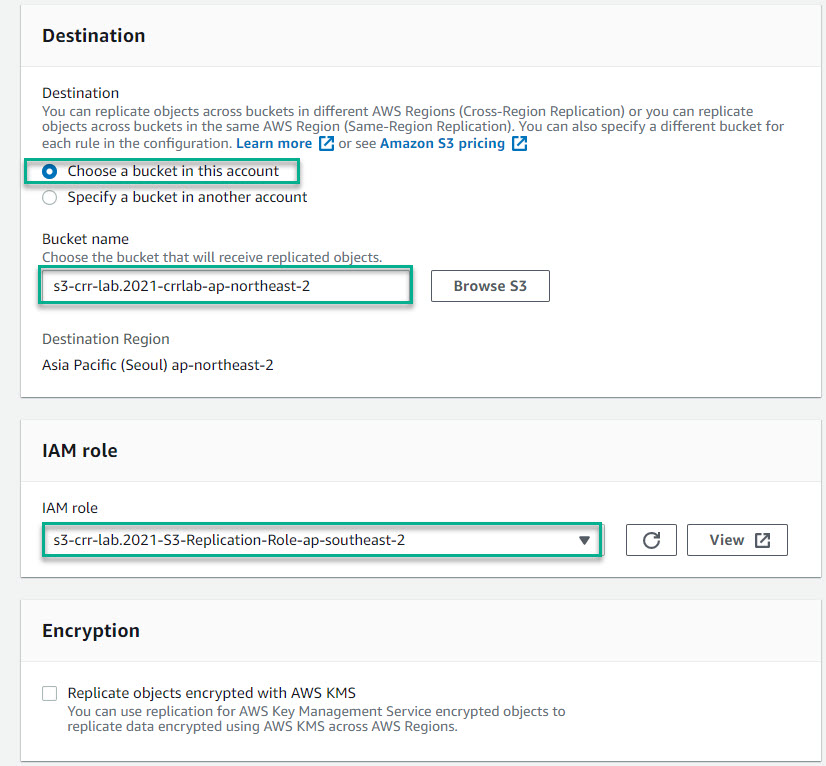 Destination
Destination
You can replicate objects across buckets in different AWS Regions (Cross-Region Replication) or you can replicate
objects across buckets in the same AWS Region (Same-Region Replication). You can also specify a different bucket for
each rule in the configuration. Learn more or see Amazon S3 pricing
Choose a bucket in this account
Specify a bucket in another account
Bucket name
Choose the bucket that will receive replicated objects.
s3-crr-lab.2021-crrlab-ap-northeast-2 Browse S3
Destination Region
Asia Pacific (Seoul) ap-northeast-2
IAM role
IAM role
s3-crr-lab.2021-S3-Replication-Role-ap-southeast-2 View
Encryption
Replicate objects encrypted with AWS KMS
You can use replication for AWS Key Management Service encrypted objects to
replicate data encrypted using AWS KMS across AWS Regions.